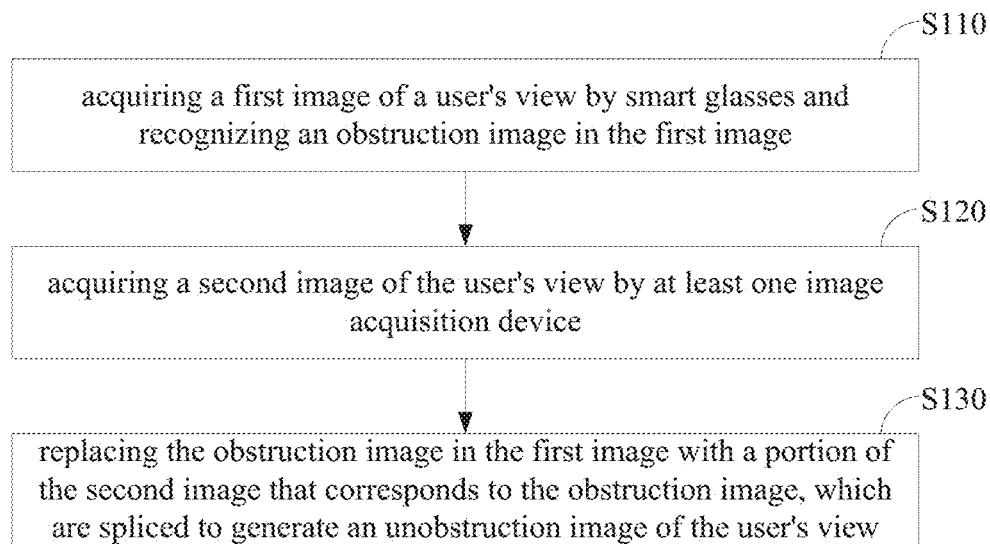 S110
acquiring a first image of a user's view by smart glasses and
recognizing an obstruction image in the first image
S120
acquiring a second image of the user's view by at least one image
acquisition device
S130
replacing the obstruction image in the first image with a portion of
the second image that corresponds to the obstruction image, which
are spliced to generate an unobstruction image of the user's view